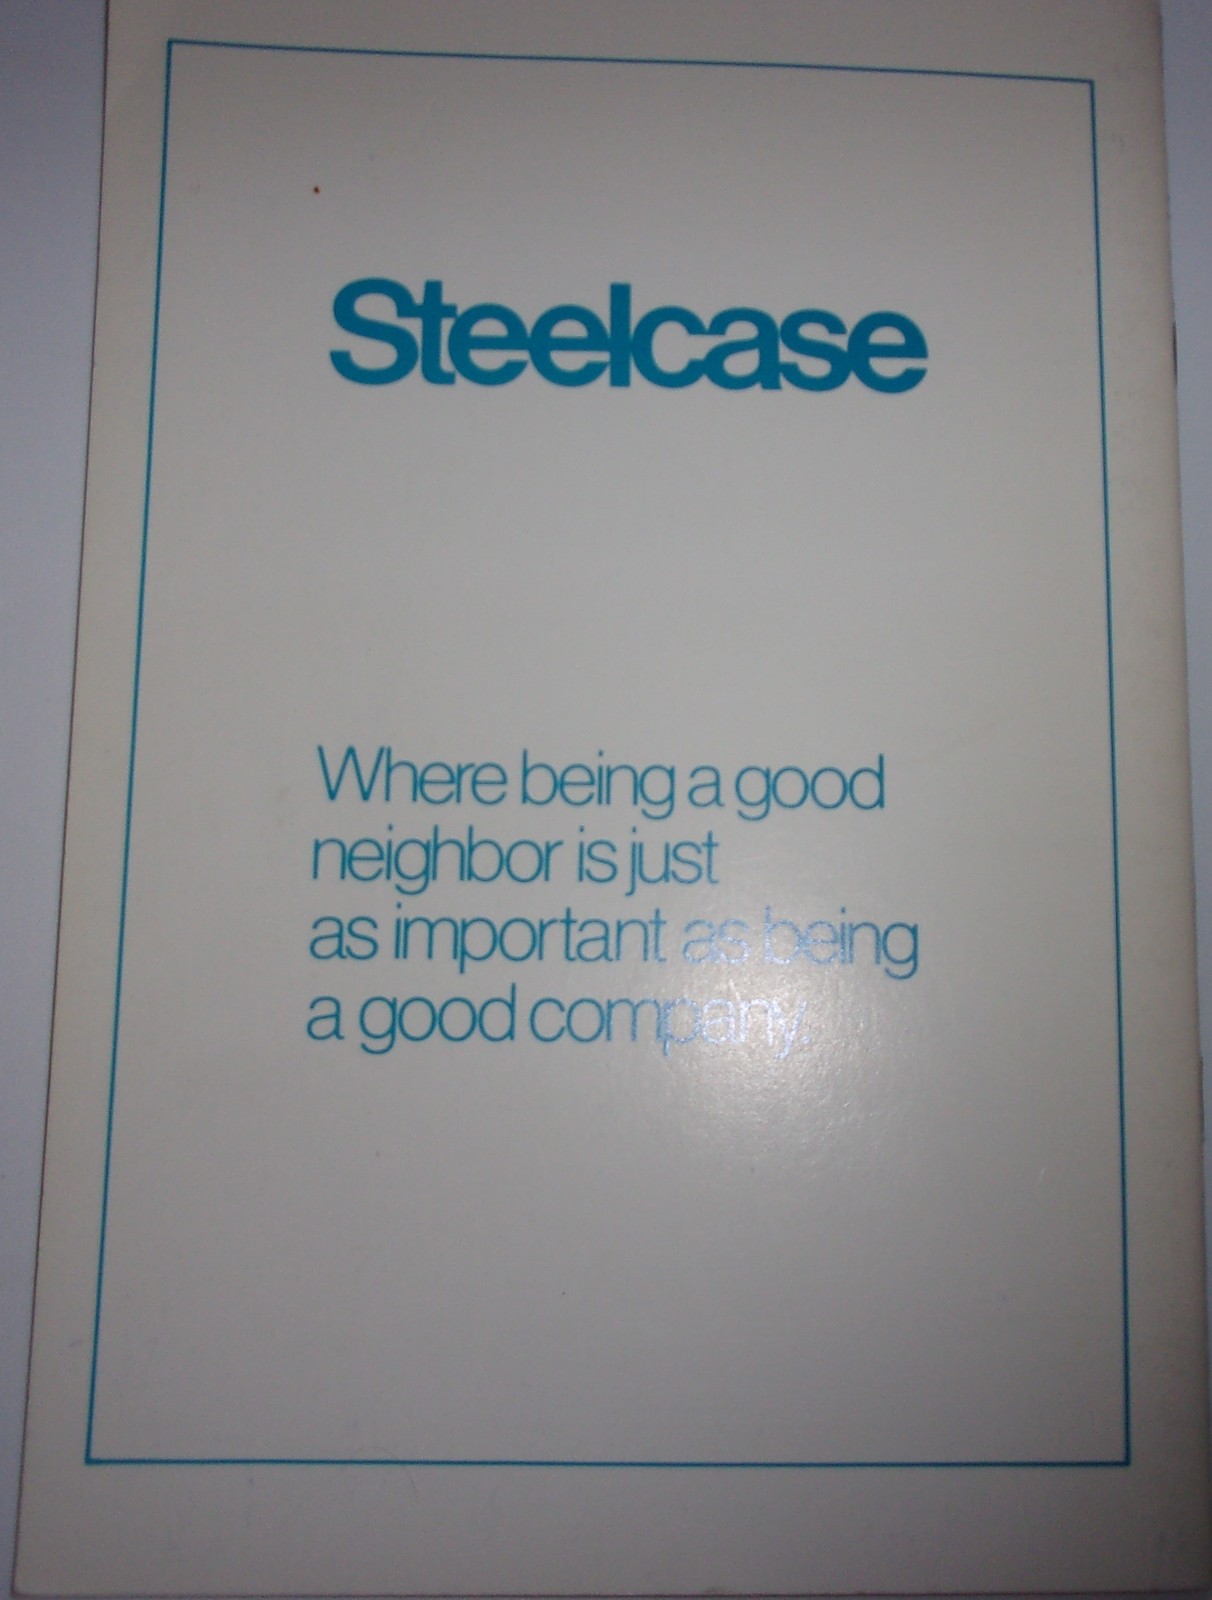 Steelcase
Where being a good
neighbor is just
as important as being
a good company.